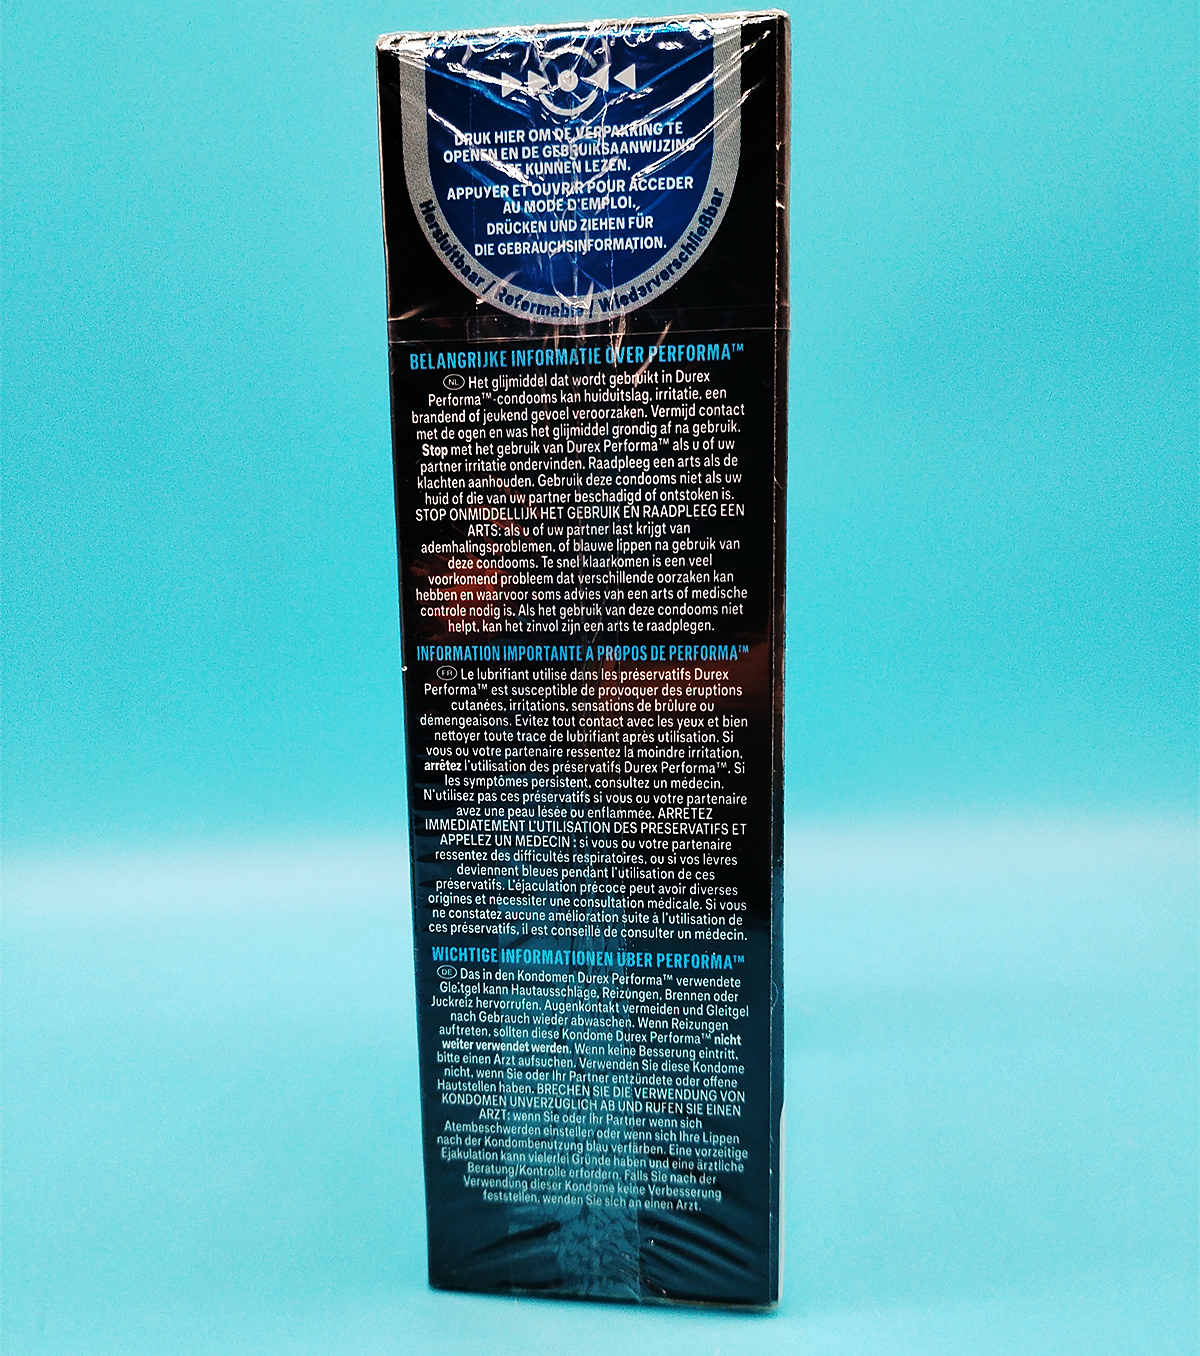 DRUK HIER OM DE VERPAKKING TE
OPENEN EN DE GEBRUIKSAANWIJZING
TE KUNNEN LEZEN.
APPUYER ET OUVRIR POUR ACCEDER
AU MODE D'EMPLOI.
DRÜCKEN UND ZIEHEN FÜR
DIE GEBRAUCHSINFORMATION.
Hersluitbaar / Refermable / Wiederverschließbar
BELANGRIJKE INFORMATIE OVER PERFORMA™
NL Het glijmiddel dat wordt gebruikt in Durex
Performa™-condooms kan huiduitslag, irritatie, een
brandend of jeukend gevoel veroorzaken. Vermijd contact
met de ogen en was het glijmiddel grondig af na gebruik.
Stop met het gebruik van Durex Performa™ als u of uw
partner irritatie ondervinden. Raadpleeg een arts als de
klachten aanhouden. Gebruik deze condooms niet als uw
huid of die van uw partner beschadigd of ontstoken is.
STOP ONMIDDELLIJK HET GEBRUIK EN RAADPLEEG EEN
ARTS: als u of uw partner last krijgt van
ademhalingsproblemen, of blauwe lippen na gebruik van
deze condooms. Te snel klaarkomen is een veel
voorkomend probleem dat verschillende oorzaken kan
hebben en waarvoor soms advies van een arts of medische
controle nodig is. Als het gebruik van deze condooms niet
helpt, kan het zinvol zijn een arts te raadplegen.
INFORMATION IMPORTANTE A PROPOS DE PERFORMA™
FR Le lubrifiant utilisé dans les préservatifs Durex
Performa™ est susceptible de provoquer des éruptions
cutanées, irritations, sensations de brûlure ou
démengeaisons. Evitez tout contact avec les yeux et bien
nettoyer toute trace de lubrifiant après utilisation. Si
vous ou votre partenaire ressentez la moindre irritation,
arrêtez l'utilisation des préservatifs Durex Performa™. Si
les symptômes persistent, consultez un médecin.
N'utilisez pas ces préservatifs si vous ou votre partenaire
avez une peau lésée ou enflammée. ARRETEZ
IMMEDIATEMENT L'UTILISATION DES PRESERVATIFS ET
APPELEZ UN MEDECIN : si vous ou votre partenaire
ressentez des difficultés respiratoires, ou si vos lèvres
deviennent bleues pendant l'utilisation de ces
préservatifs. L'éjaculation précoce peut avoir diverses
origines et nécessiter une consultation médicale. Si vous
ne constatez aucune amélioration suite à l'utilisation de
ces préservatifs, il est conseillé de consulter un médecin.
WICHTIGE INFORMATIONEN ÜBER PERFORMA™
DE Das in den Kondomen Durex Performa™ verwendete
Gleitgel kann Hautausschläge, Reizungen, Brennen oder
Juckreiz hervorrufen. Augenkontakt vermeiden und Gleitgel
nach Gebrauch wieder abwaschen. Wenn Reizungen
auftreten, sollten diese Kondome Durex Performa™ nicht
weiter verwendet werden. Wenn keine Besserung eintritt,
bitte einen Arzt aufsuchen. Verwenden Sie diese Kondome
nicht, wenn Sie oder Ihr Partner entzündete oder offene
Hautstellen haben. BRECHEN SIE DIE VERWENDUNG VON
KONDOMEN UNVERZÜGLICH AB UND RUFEN SIE EINEN
ARZT: wenn Sie oder ihr Partner wenn sich
Atembeschwerden einstellen oder wenn sich Ihre Lippen
nach der Kondombenutzung blau verfärben. Eine vorzeitige
Ejakulation kann vielerlei Gründe haben und eine ärztliche
Beratung/Kontrolle erfordern. Falls Sie nach der
Verwendung dieser Kondome keine Verbesserung
feststellen, wenden Sie sich an einen Arzt.